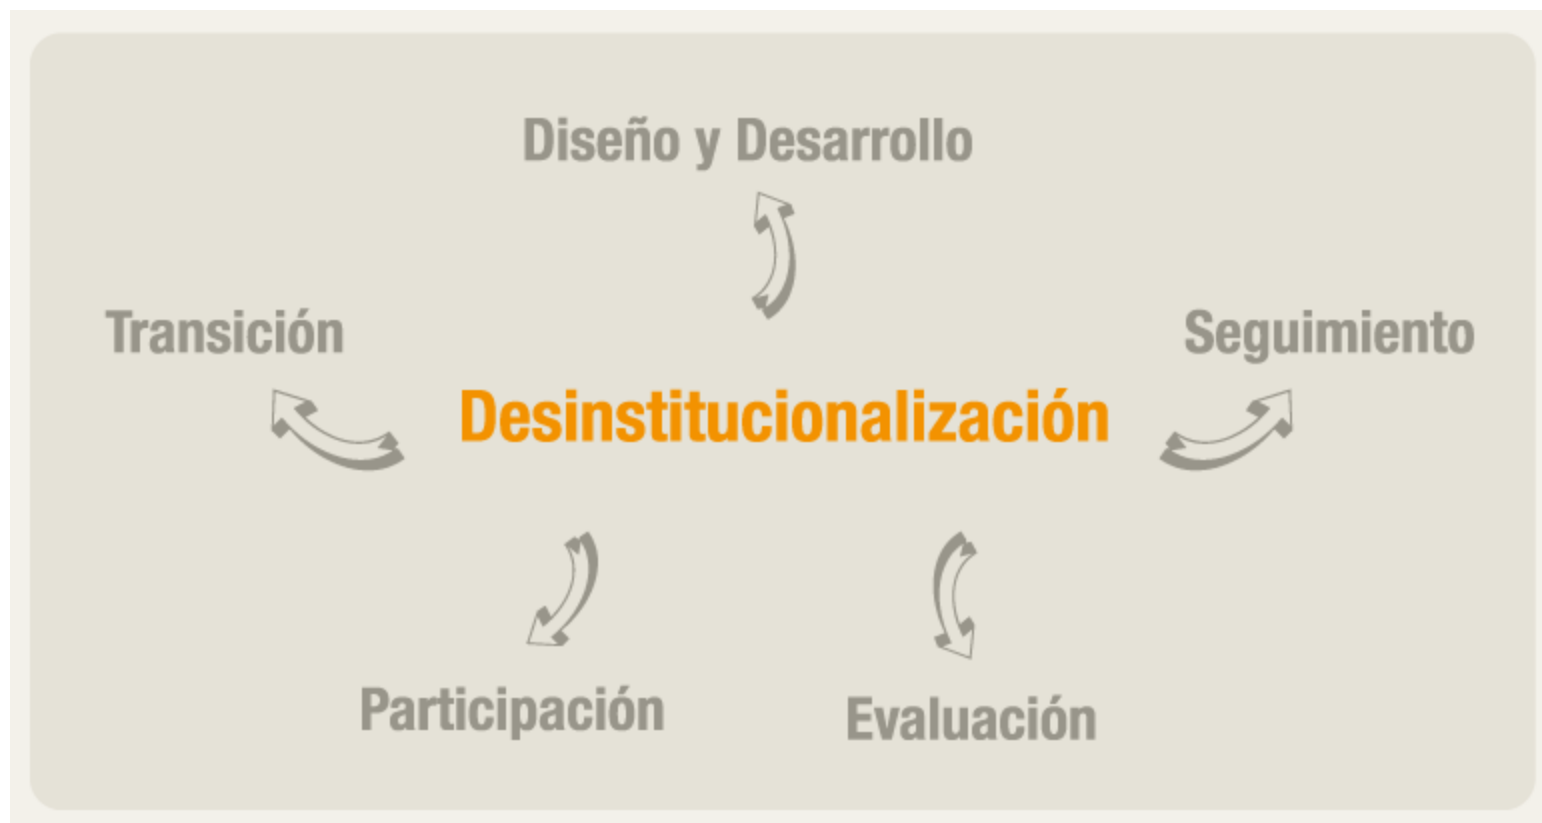 Diseño y Desarrollo
Transición
Seguimiento
Desinstitucionalización
Participación
Evaluación